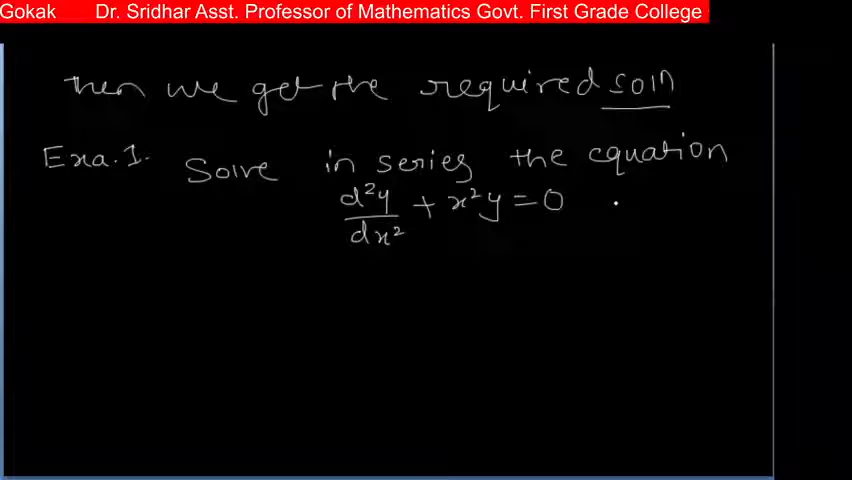 Gokak Dr. Sridhar Asst. Professor of Mathematics Govt. First Grade College
then we get the required soln
Exa. 1. Solve in series the equation
d²y/dx² + x²y = 0